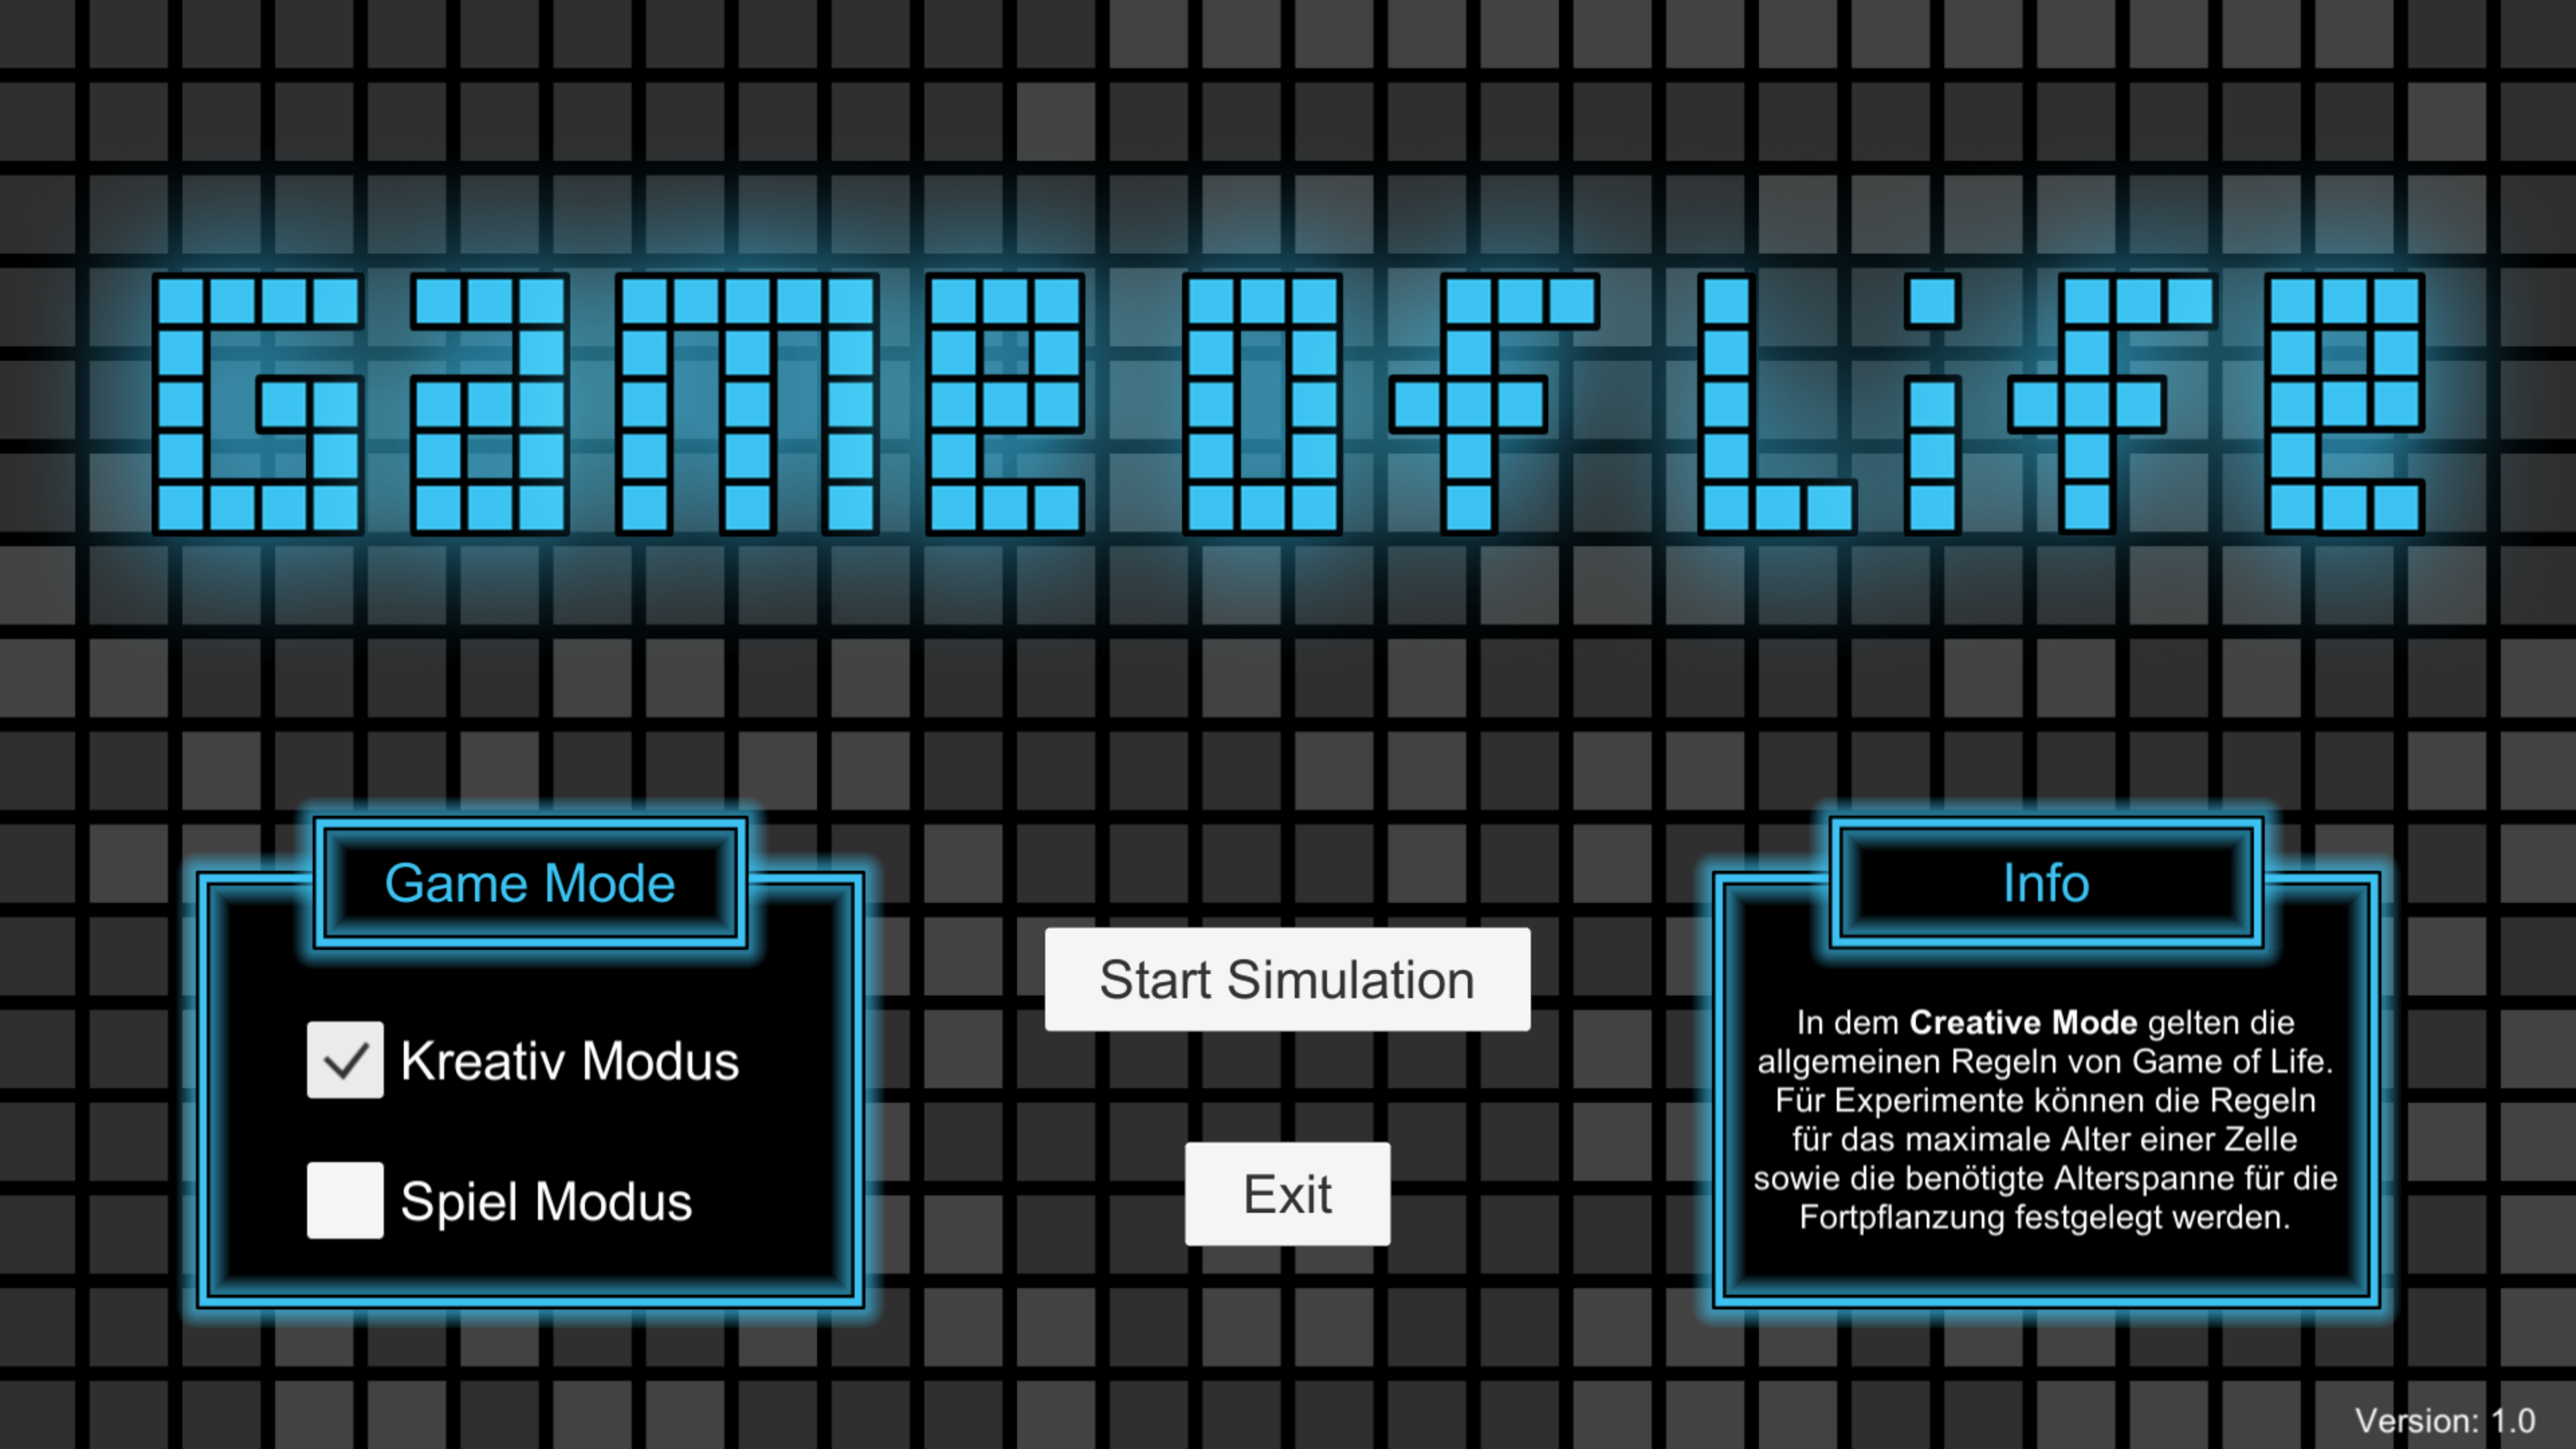 Game Of Life
Game Mode
Kreativ Modus
Spiel Modus
Start Simulation
Exit
Info
In dem Creative Mode gelten die
allgemeinen Regeln von Game of Life.
Für Experimente können die Regeln
für das maximale Alter einer Zelle
sowie die benötigte Alterspanne für die
Fortpflanzung festgelegt werden.
Version: 1.0